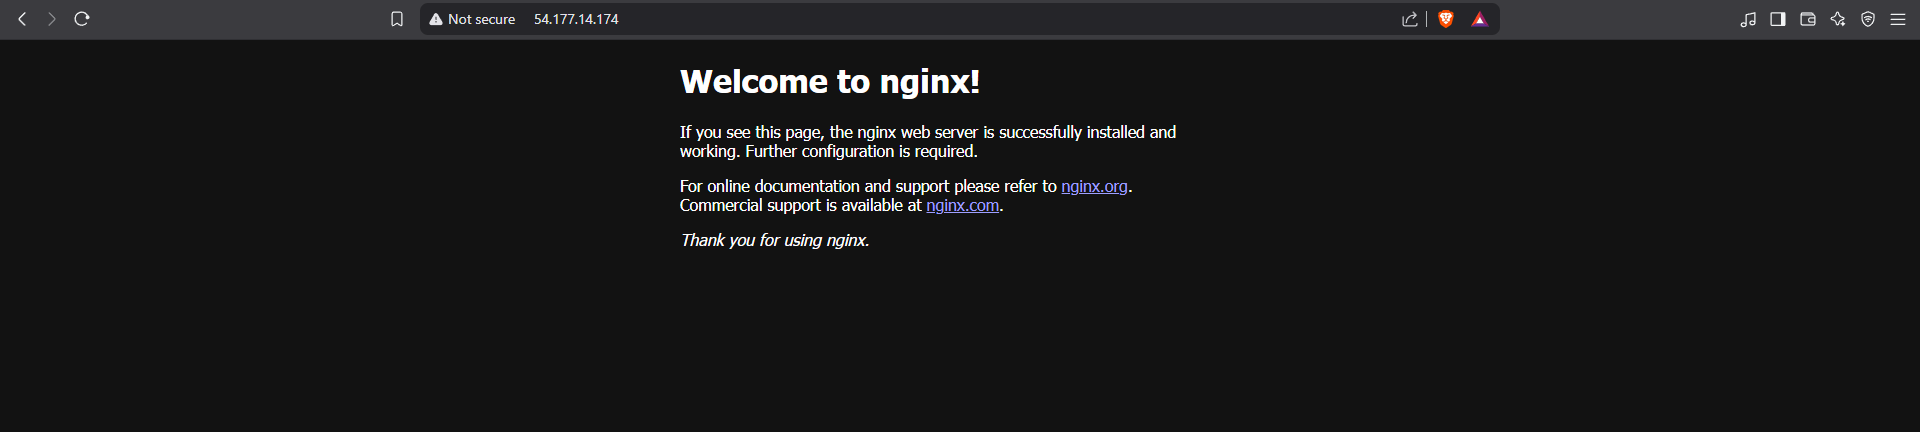 Not secure 54.177.14.174
Welcome to nginx!
If you see this page, the nginx web server is successfully installed and
working. Further configuration is required.
For online documentation and support please refer to nginx.org.
Commercial support is available at nginx.com.
Thank you for using nginx.